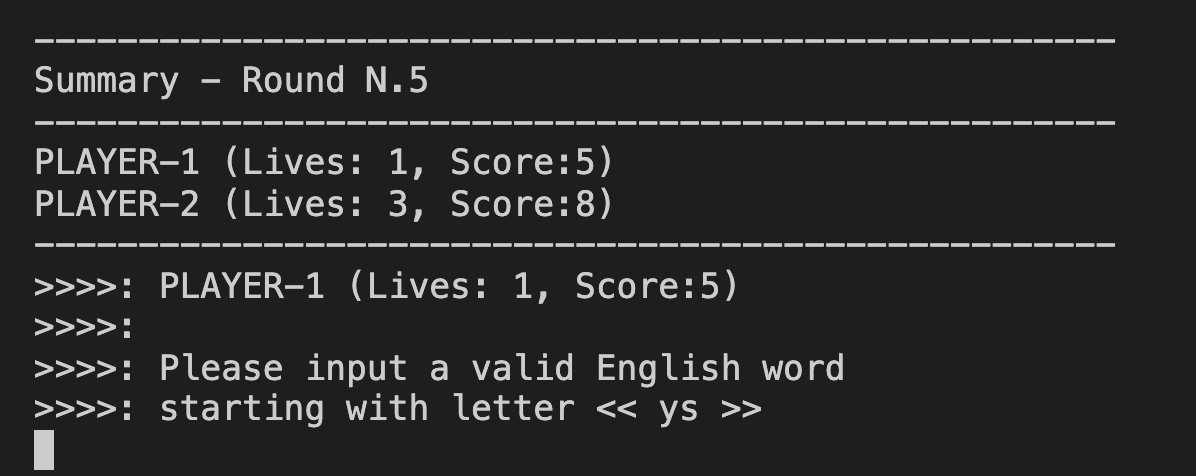 ----------------------------------------------------
Summary - Round N.5
----------------------------------------------------
PLAYER-1 (Lives: 1, Score:5)
PLAYER-2 (Lives: 3, Score:8)
----------------------------------------------------
>>>>: PLAYER-1 (Lives: 1, Score:5)
>>>>:
>>>>: Please input a valid English word
>>>>: starting with letter << ys >>